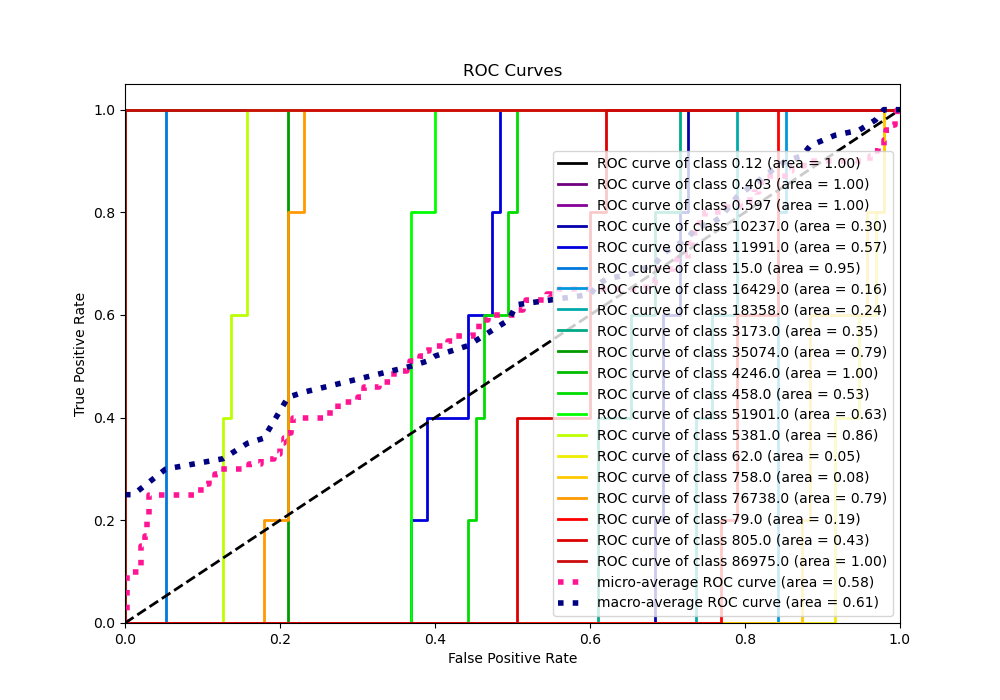 ROC Curves
True Positive Rate
1.0
0.8
0.6
0.4
0.2
0.0
ROC curve of class 0.12 (area = 1.00)
ROC curve of class 0.403 (area = 1.00)
ROC curve of class 0.597 (area = 1.00)
ROC curve of class 10237.0 (area = 0.30)
ROC curve of class 11991.0 (area = 0.57)
ROC curve of class 15.0 (area = 0.95)
ROC curve of class 16429.0 (area = 0.16)
ROC curve of class 18358.0 (area = 0.24)
ROC curve of class 3173.0 (area = 0.35)
ROC curve of class 35074.0 (area = 0.79)
ROC curve of class 4246.0 (area = 1.00)
ROC curve of class 458.0 (area = 0.53)
ROC curve of class 51901.0 (area = 0.63)
ROC curve of class 5381.0 (area = 0.86)
ROC curve of class 62.0 (area = 0.05)
ROC curve of class 758.0 (area = 0.08)
ROC curve of class 76738.0 (area = 0.79)
ROC curve of class 79.0 (area = 0.19)
ROC curve of class 805.0 (area = 0.43)
ROC curve of class 86975.0 (area = 1.00)
micro-average ROC curve (area = 0.58)
macro-average ROC curve (area = 0.61)
0.0 0.2 0.4 0.6 0.8 1.0
False Positive Rate